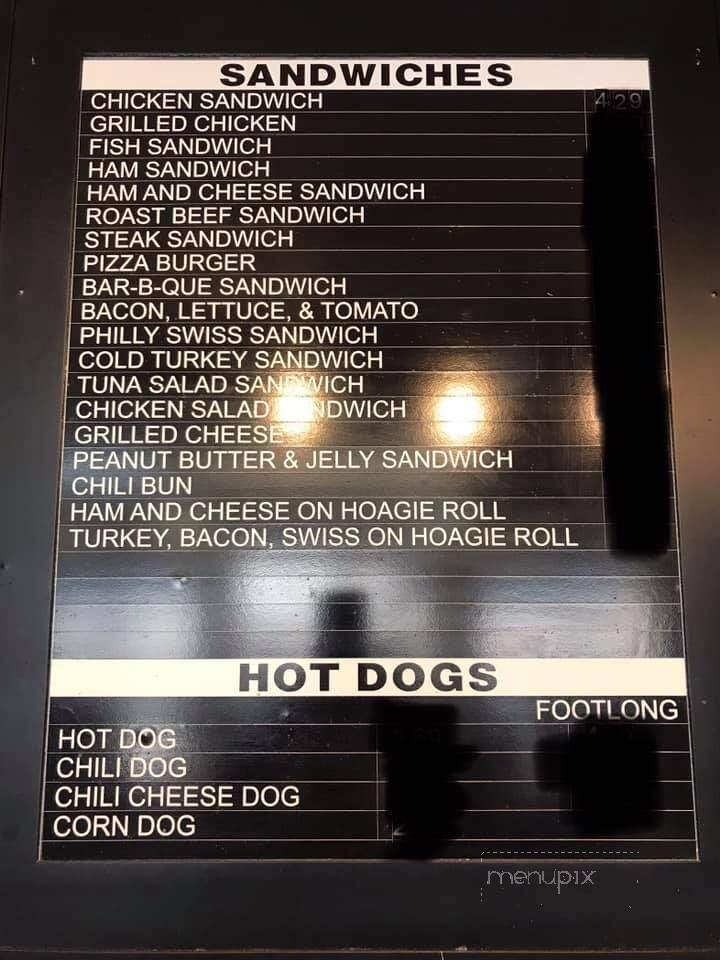 SANDWICHES
CHICKEN SANDWICH 4.29
GRILLED CHICKEN
FISH SANDWICH
HAM SANDWICH
HAM AND CHEESE SANDWICH
ROAST BEEF SANDWICH
STEAK SANDWICH
PIZZA BURGER
BAR-B-QUE SANDWICH
BACON, LETTUCE, & TOMATO
PHILLY SWISS SANDWICH
COLD TURKEY SANDWICH
TUNA SALAD SANDWICH
CHICKEN SALAD SANDWICH
GRILLED CHEESE
PEANUT BUTTER & JELLY SANDWICH
CHILI BUN
HAM AND CHEESE ON HOAGIE ROLL
TURKEY, BACON, SWISS ON HOAGIE ROLL
HOT DOGS
FOOTLONG
HOT DOG
CHILI DOG
CHILI CHEESE DOG
CORN DOG
menupix